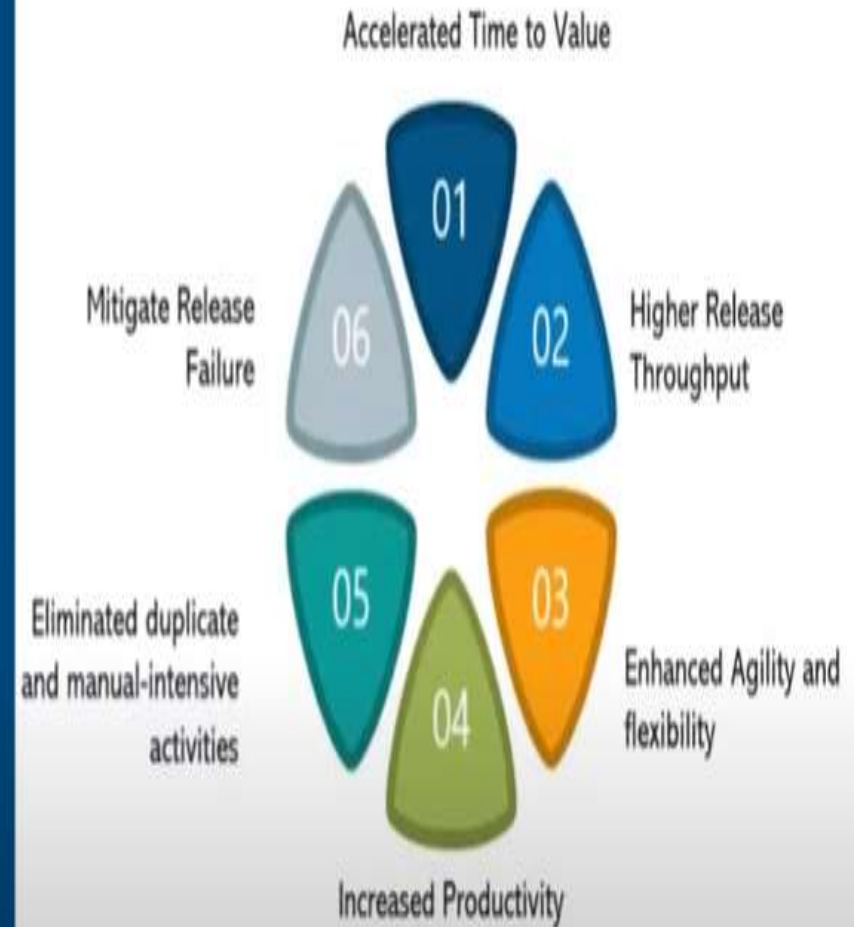 Accelerated Time to Value
01
02
Higher Release
Throughput
03
Enhanced Agility and
flexibility
04
Increased Productivity
05
Eliminated duplicate
and manual-intensive
activities
06
Mitigate Release
Failure